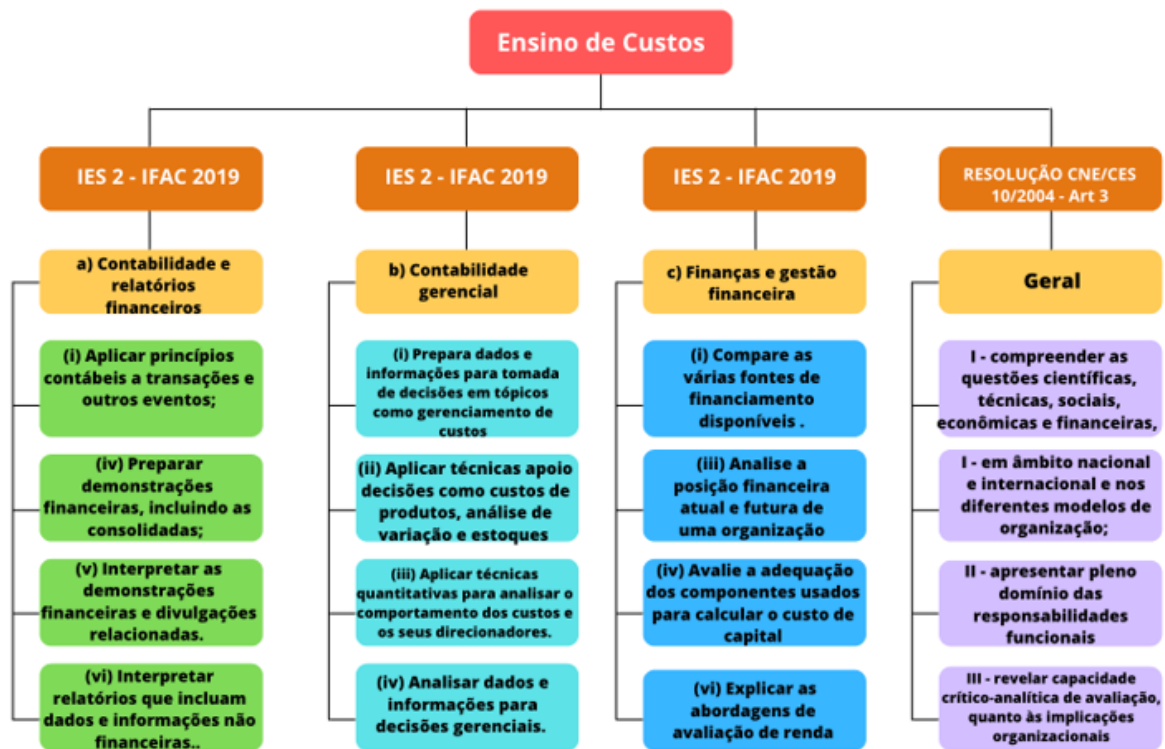 Ensino de Custos
IES 2 - IFAC 2019
a) Contabilidade e
relatórios
financeiros
(i) Aplicar princípios
contábeis a transações e
outros eventos;
(iv) Preparar
demonstrações
financeiras, incluindo as
consolidadas;
(v) Interpretar as
demonstrações
financeiras e divulgações
relacionadas.
(vi) Interpretar
relatórios que incluam
dados e informações não
financeiras..
IES 2 - IFAC 2019
b) Contabilidade
gerencial
(i) Prepara dados e
informações para tomada
de decisões em tópicos
como gerenciamento de
custos
(ii) Aplicar técnicas apoio
decisões como custos de
produtos, análise de
variação e estoques
(iii) Aplicar técnicas
quantitativas para analisar o
comportamento dos custos e
os seus direcionadores.
(iv) Analisar dados e
informações para
decisões gerenciais.
IES 2 - IFAC 2019
c) Finanças e gestão
financeira
(i) Compare as
várias fontes de
financiamento
disponíveis .
(iii) Analise a
posição financeira
atual e futura de
uma organização
(iv) Avalie a adequação
dos componentes usados
para calcular o custo de
capital
(vi) Explicar as
abordagens de
avaliação de renda
RESOLUÇÃO CNE/CES
10/2004 - Art 3
Geral
I - compreender as
questões científicas,
técnicas, sociais,
econômicas e financeiras,
I - em âmbito nacional
e internacional e nos
diferentes modelos de
organização;
II - apresentar pleno
domínio das
responsabilidades
funcionais
III - revelar capacidade
crítico-analítica de avaliação,
quanto às implicações
organizacionais